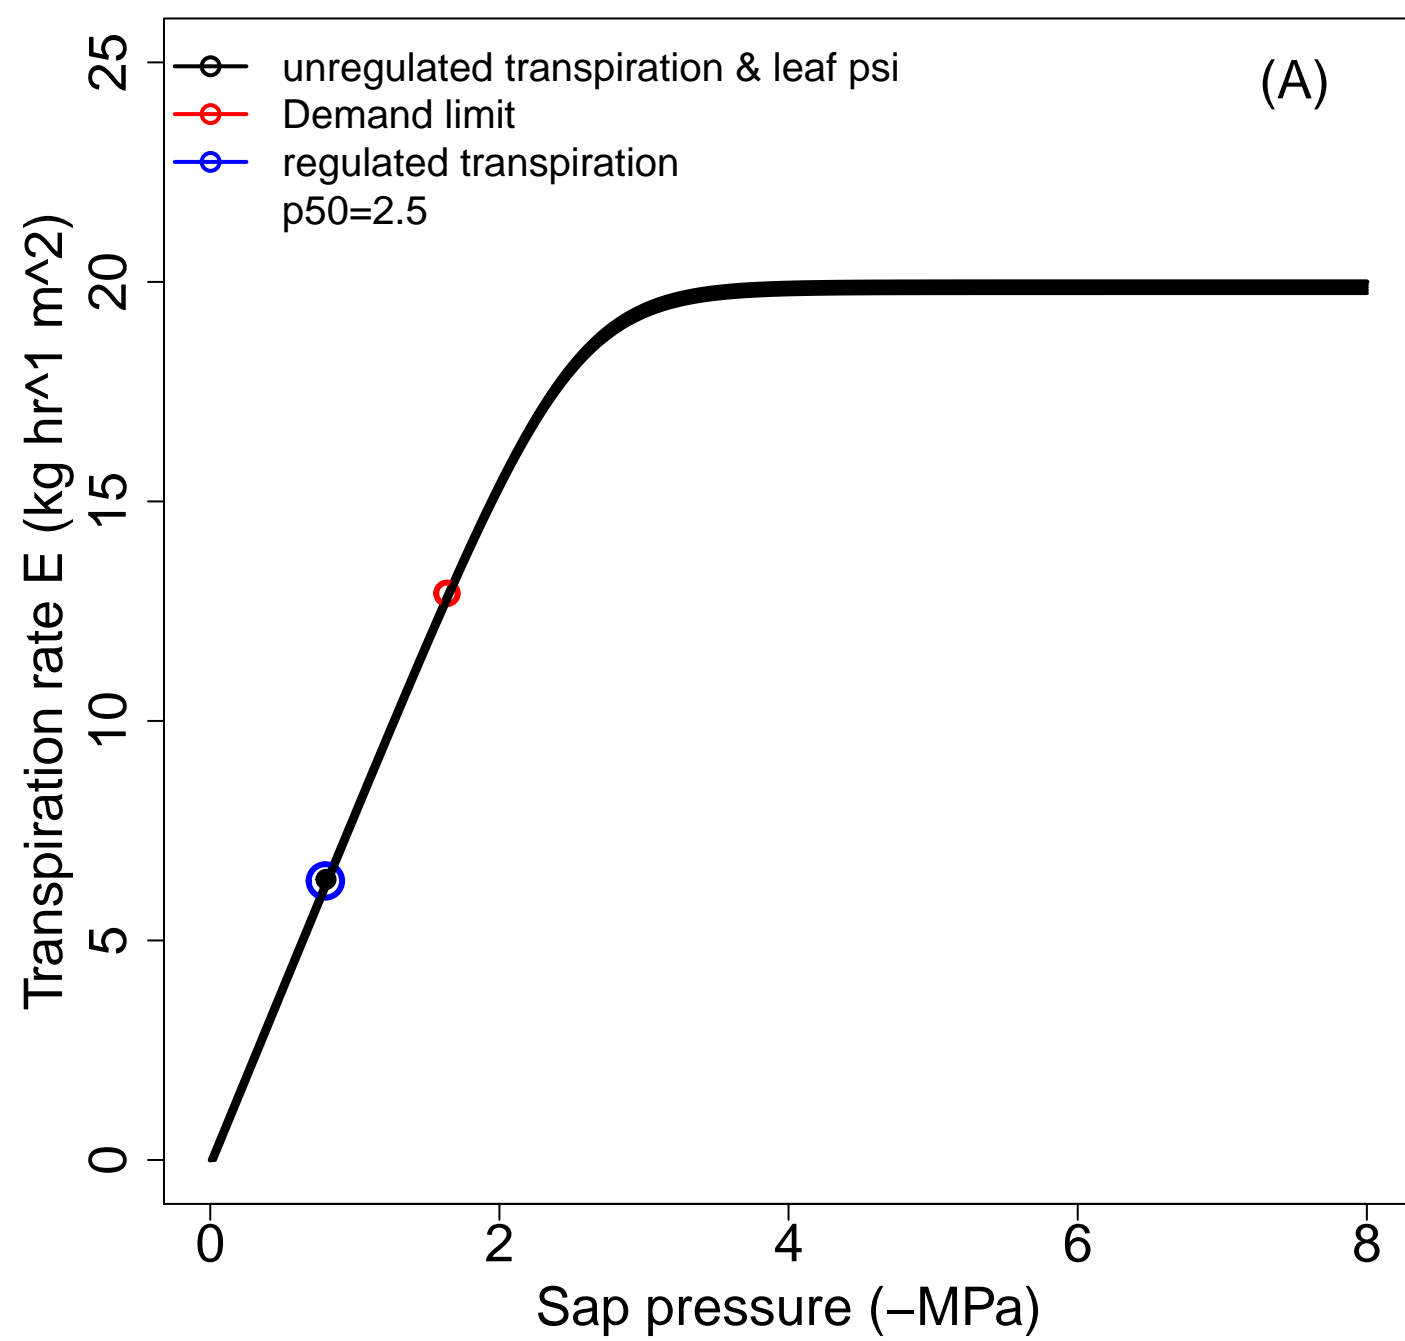 (A)
unregulated transpiration & leaf psi
Demand limit
regulated transpiration
p50=2.5
Transpiration rate E (kg hr^1 m^2)
25
20
15
10
5
0
0 2 4 6 8
Sap pressure (−MPa)